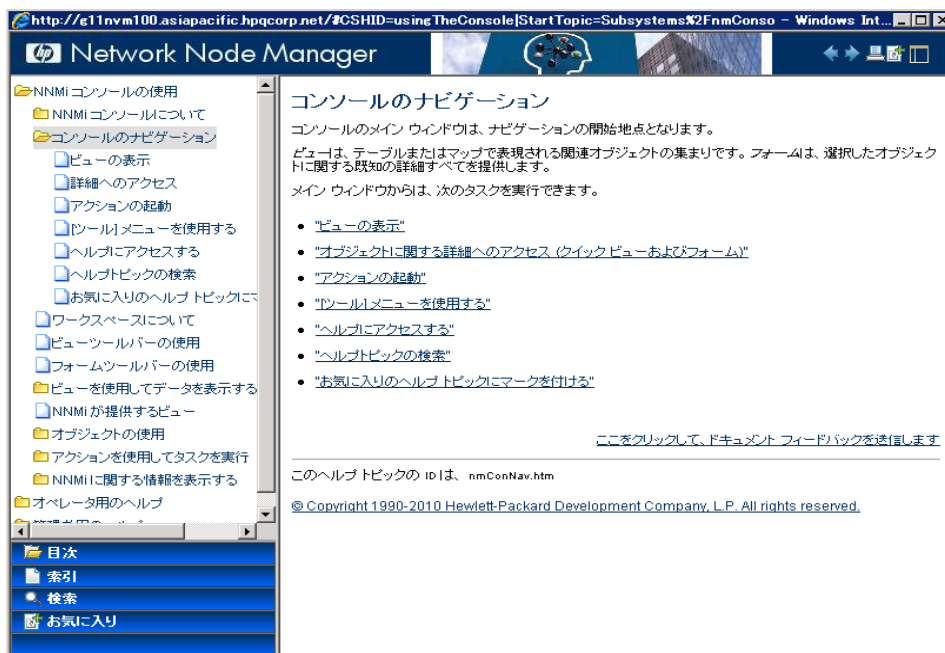 http://g11nvm100.asiapacific.hpqcorp.net/#CSHID=usingTheConsole|StartTopic=Subsystems%2FnmConso - Windows Int...
hp Network Node Manager
NNMi コンソールの使用
NNMi コンソールについて
コンソールのナビゲーション
ビューの表示
詳細へのアクセス
アクションの起動
[ツール] メニューを使用する
ヘルプにアクセスする
ヘルプトピックの検索
お気に入りのヘルプ トピックにマ
ワークスペースについて
ビューツールバーの使用
フォームツールバーの使用
ビューを使用してデータを表示する
NNMi が提供するビュー
オブジェクトの使用
アクションを使用してタスクを実行
NNMi に関する情報を表示する
オペレータ用のヘルプ
目次
索引
検索
お気に入り
コンソールのナビゲーション
コンソールのメイン ウィンドウは、ナビゲーションの開始地点となります。
ビューは、テーブルまたはマップで表現される関連オブジェクトの集まりです。フォームは、選択したオブジェク
トに関する既知の詳細すべてを提供します。
メイン ウィンドウからは、次のタスクを実行できます。
• "ビューの表示"
• "オブジェクトに関する詳細へのアクセス (クイック ビューおよびフォーム)"
• "アクションの起動"
• "[ツール] メニューを使用する"
• "ヘルプにアクセスする"
• "ヘルプトピックの検索"
• "お気に入りのヘルプ トピックにマークを付ける"
ここをクリックして、ドキュメント フィードバックを送信します
このヘルプ トピックの ID は、 nmConNav.htm
© Copyright 1990-2010 Hewlett-Packard Development Company, L.P. All rights reserved.